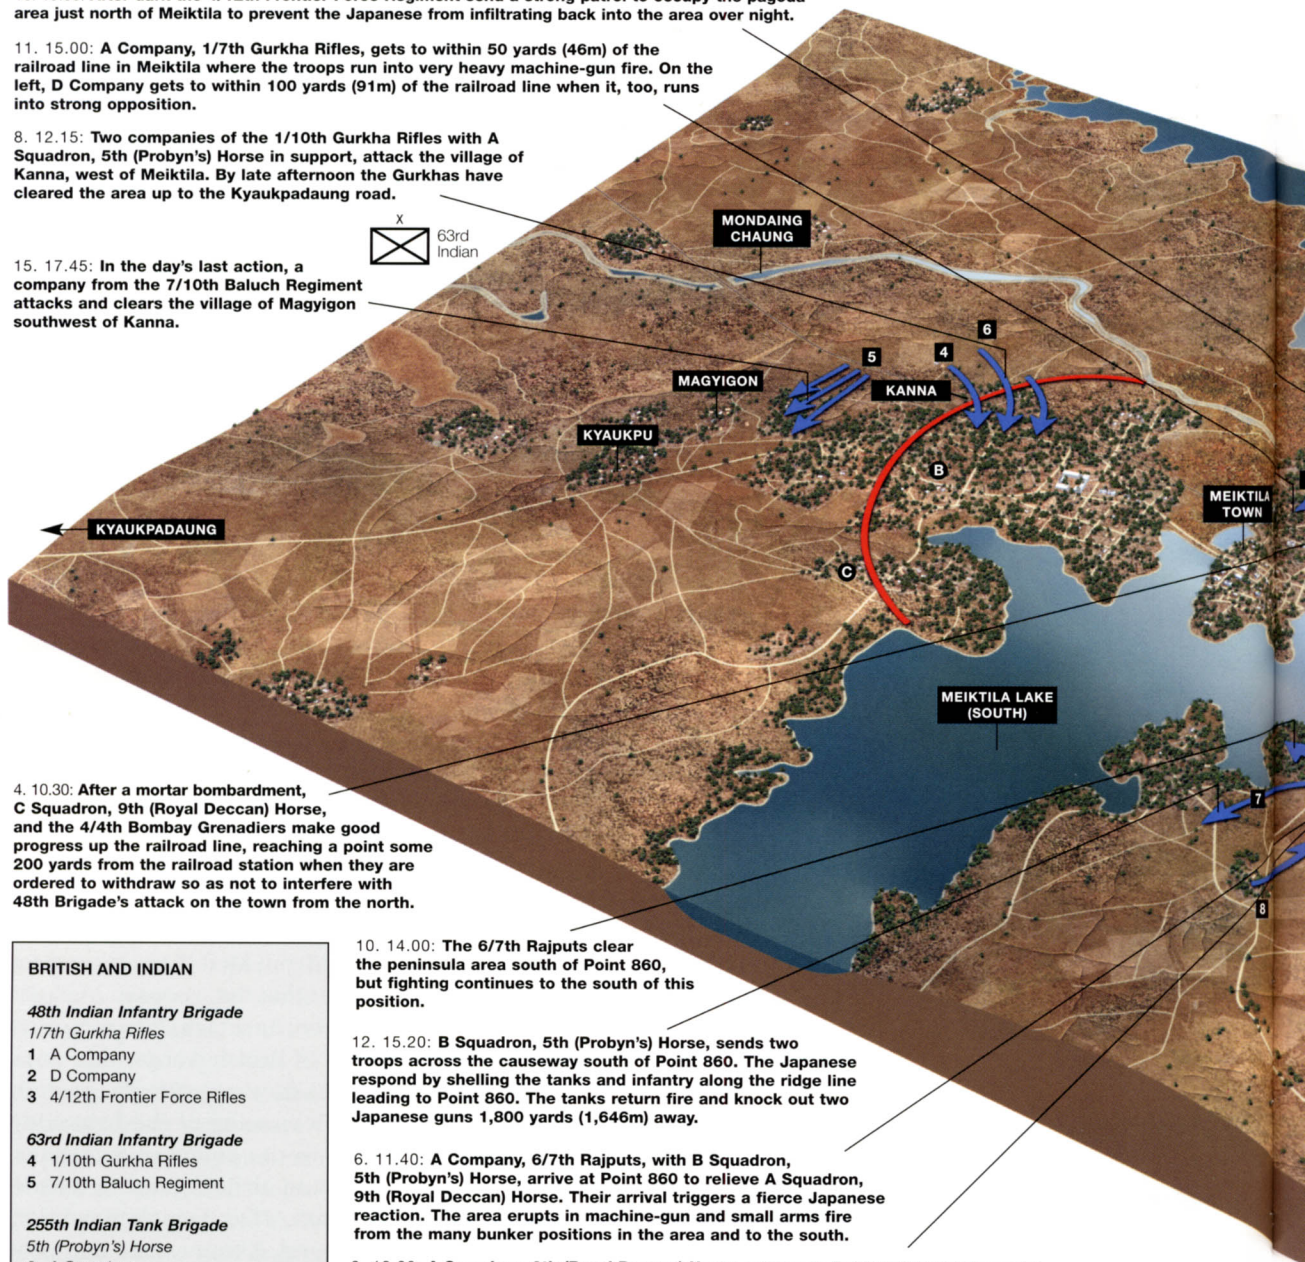 area just north of Meiktila to prevent the Japanese from infiltrating back into the area over night.
11. 15.00: A Company, 1/7th Gurkha Rifles, gets to within 50 yards (46m) of the
railroad line in Meiktila where the troops run into very heavy machine-gun fire. On the
left, D Company gets to within 100 yards (91m) of the railroad line when it, too, runs
into strong opposition.
8. 12.15: Two companies of the 1/10th Gurkha Rifles with A
Squadron, 5th (Probyn's) Horse in support, attack the village of
Kanna, west of Meiktila. By late afternoon the Gurkhas have
cleared the area up to the Kyaukpadaung road.
X
63rd
Indian
15. 17.45: In the day's last action, a
company from the 7/10th Baluch Regiment
attacks and clears the village of Magyigon
southwest of Kanna.
MONDAING
CHAUNG
6
4
5
MAGYIGON
KANNA
KYAUKPU
B
MEIKTILA
TOWN
KYAUKPADAUNG
C
MEIKTILA LAKE
(SOUTH)
7
8
4. 10.30: After a mortar bombardment,
C Squadron, 9th (Royal Deccan) Horse,
and the 4/4th Bombay Grenadiers make good
progress up the railroad line, reaching a point some
200 yards from the railroad station when they are
ordered to withdraw so as not to interfere with
48th Brigade's attack on the town from the north.
10. 14.00: The 6/7th Rajputs clear
the peninsula area south of Point 860,
but fighting continues to the south of this
position.
12. 15.20: B Squadron, 5th (Probyn's) Horse, sends two
troops across the causeway south of Point 860. The Japanese
respond by shelling the tanks and infantry along the ridge line
leading to Point 860. The tanks return fire and knock out two
Japanese guns 1,800 yards (1,646m) away.
6. 11.40: A Company, 6/7th Rajputs, with B Squadron,
5th (Probyn's) Horse, arrive at Point 860 to relieve A Squadron,
9th (Royal Deccan) Horse. Their arrival triggers a fierce Japanese
reaction. The area erupts in machine-gun and small arms fire
from the many bunker positions in the area and to the south.
BRITISH AND INDIAN
48th Indian Infantry Brigade
1/7th Gurkha Rifles
1 A Company
2 D Company
3 4/12th Frontier Force Rifles
63rd Indian Infantry Brigade
4 1/10th Gurkha Rifles
5 7/10th Baluch Regiment
255th Indian Tank Brigade
5th (Probyn's) Horse